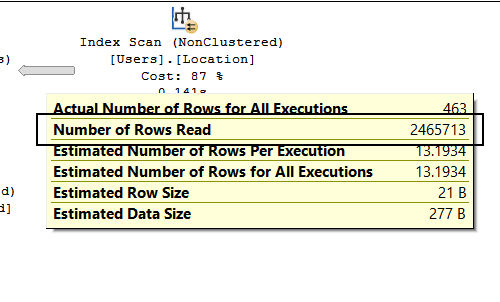 Index Scan (NonClustered)
s)
[Users].[Location]
Cost: 87 %
0.141s
Actual Number of Rows for All Executions 463
Number of Rows Read 2465713
Estimated Number of Rows Per Execution 13.1934
Estimated Number of Rows for All Executions 13.1934
d)
Estimated Row Size 21 B
d]
Estimated Data Size 277 B